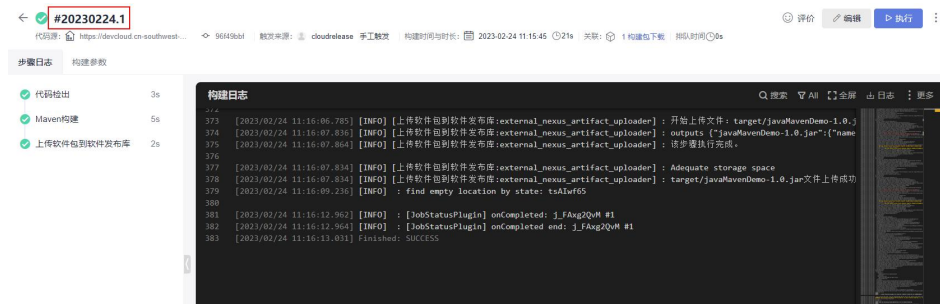 #20230224.1
评价 编辑 执行
代码源: https://devcloud.cn-southwest-... 96f49bbf 触发来源: cloudrelease 手工触发 构建时间与时长: 2023-02-24 11:15:45 21s 关联: 1 构建包下载 排队时间 0s
步骤日志 构建参数
代码检出 3s
Maven构建 5s
上传软件包到软件发布库 2s
构建日志 搜索 All 全屏 日志 更多
372
373 [2023/02/24 11:16:06.785] [INFO] [上传软件包到软件发布库:external_nexus_artifact_uploader] : 开始上传文件: target/javaMavenDemo-1.0.j
374 [2023/02/24 11:16:07.836] [INFO] [上传软件包到软件发布库:external_nexus_artifact_uploader] : outputs {"javaMavenDemo-1.0.jar":{"name
375 [2023/02/24 11:16:07.864] [INFO] [上传软件包到软件发布库:external_nexus_artifact_uploader] : 该步骤执行完成。
376
377 [2023/02/24 11:16:07.834] [INFO] [上传软件包到软件发布库:external_nexus_artifact_uploader] : Adequate storage space
378 [2023/02/24 11:16:07.834] [INFO] [上传软件包到软件发布库:external_nexus_artifact_uploader] : target/javaMavenDemo-1.0.jar文件上传成功
379 [2023/02/24 11:16:09.236] [INFO] : find empty location by state: tsAIwf65
380
381 [2023/02/24 11:16:12.962] [INFO] : [JobStatusPlugin] onCompleted: j_FAxg2QvM #1
382 [2023/02/24 11:16:12.964] [INFO] : [JobStatusPlugin] onCompleted end: j_FAxg2QvM #1
383 [2023/02/24 11:16:13.031] Finished: SUCCESS